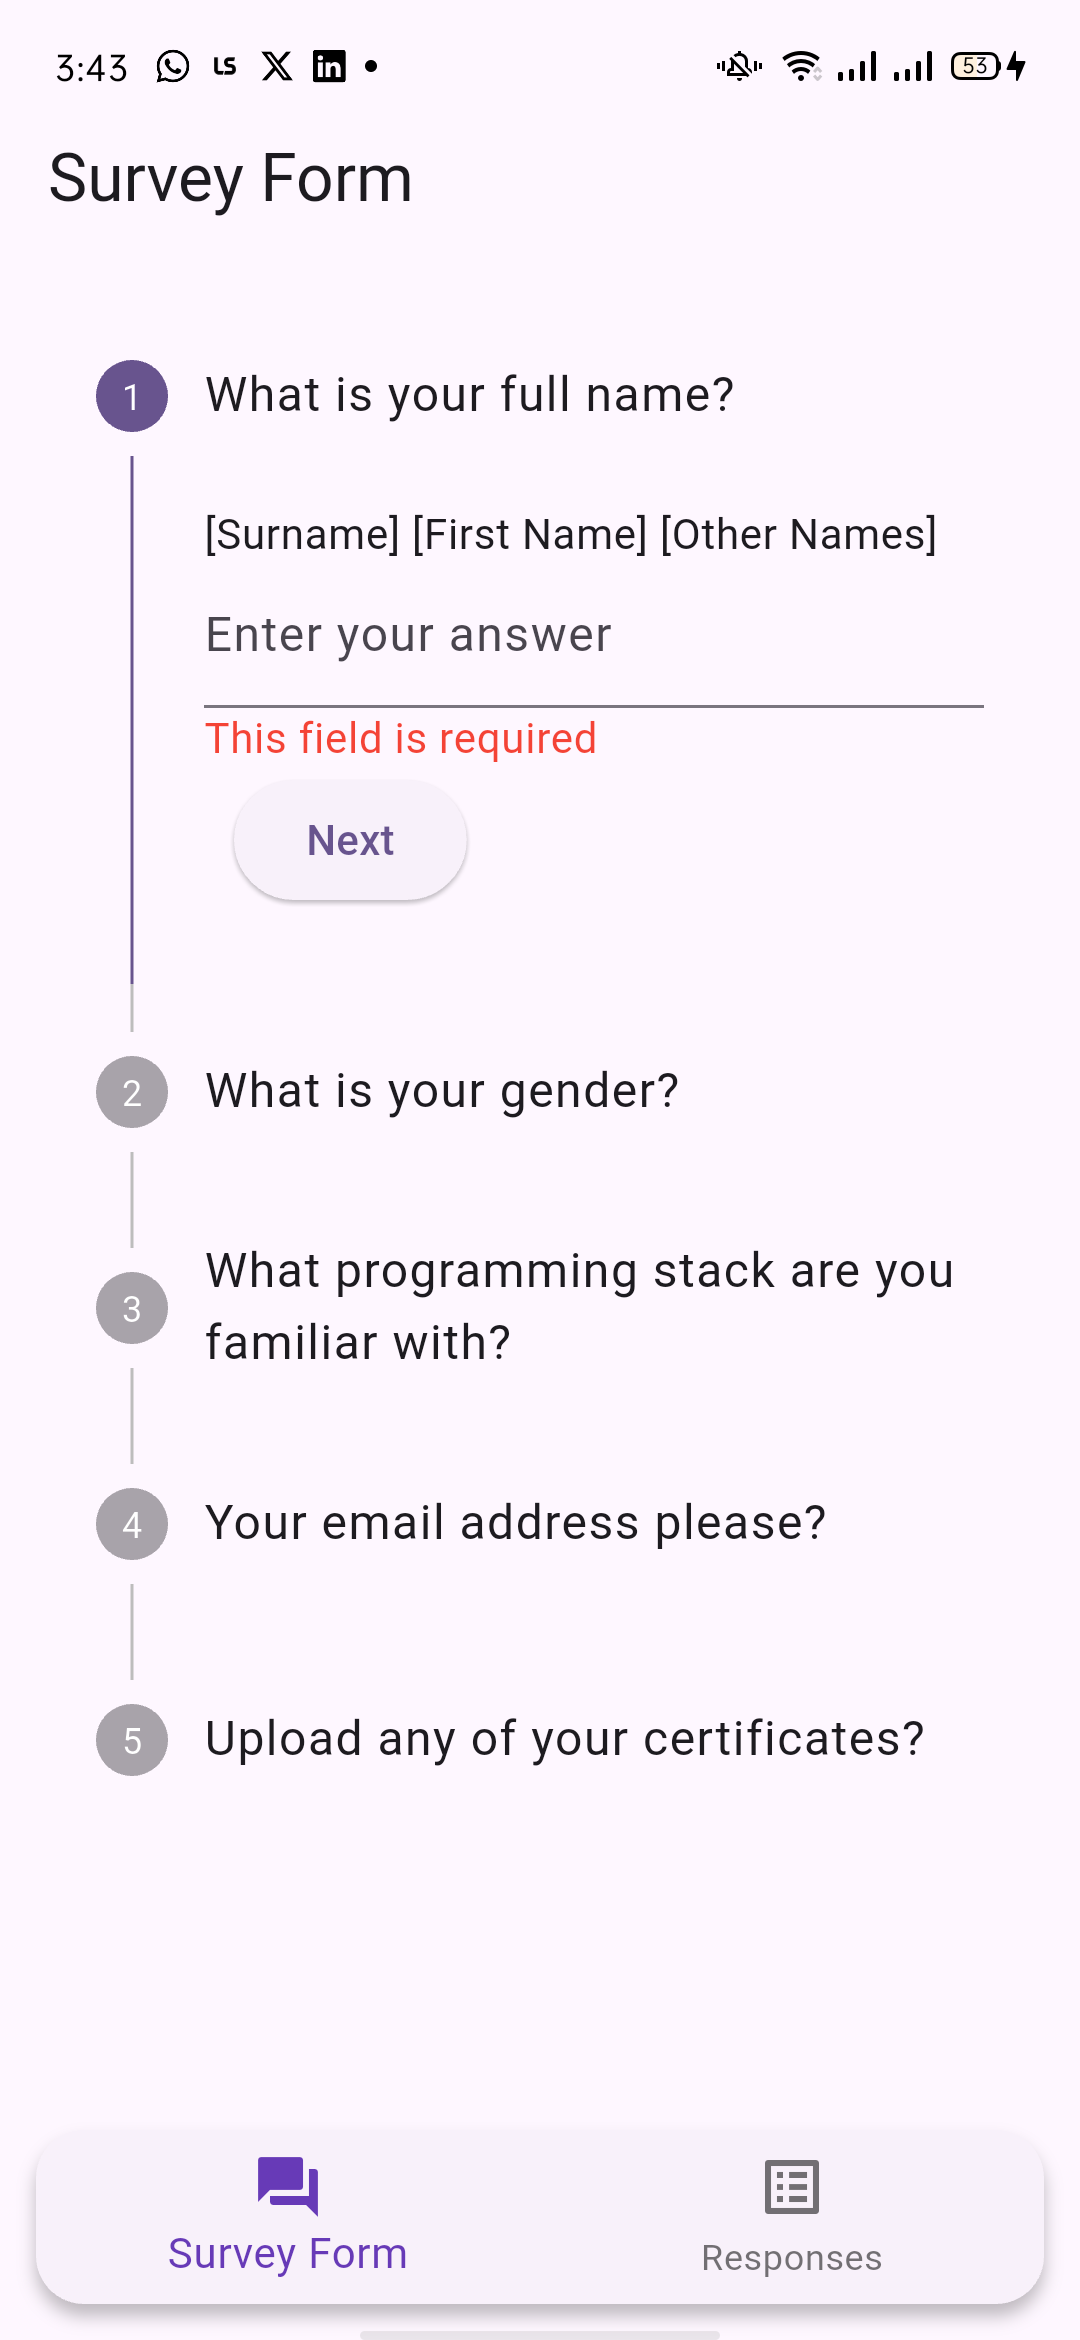 3:43 LS X in 53
Survey Form
1 What is your full name?
[Surname] [First Name] [Other Names]
Enter your answer
This field is required
Next
2 What is your gender?
3 What programming stack are you
familiar with?
4 Your email address please?
5 Upload any of your certificates?
Survey Form Responses